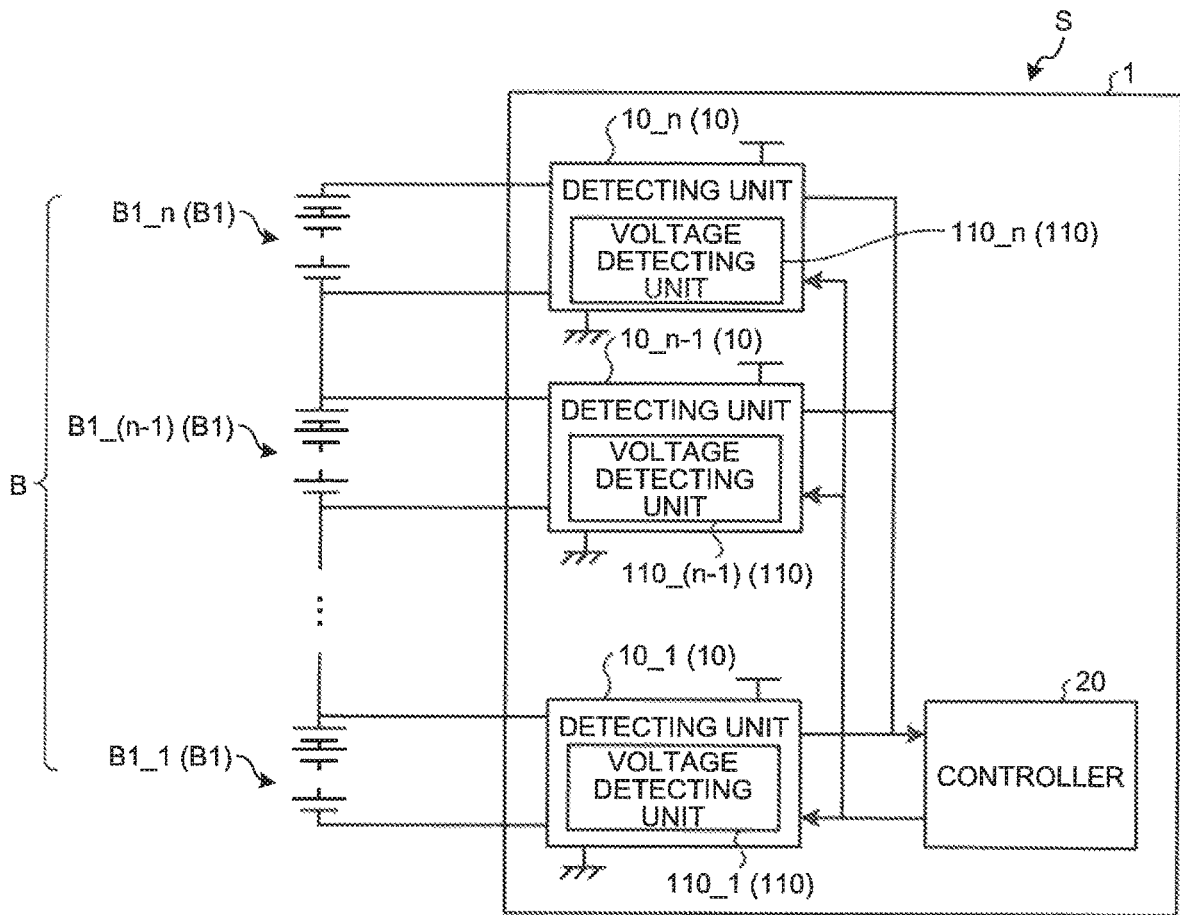 S
1
10_n (10)
DETECTING UNIT
B1_n (B1)
VOLTAGE
DETECTING
UNIT
110_n (110)
10_n-1 (10)
DETECTING UNIT
B1_(n-1) (B1)
VOLTAGE
DETECTING
UNIT
B
110_(n-1) (110)
10_1 (10)
20
DETECTING UNIT
B1_1 (B1)
VOLTAGE
DETECTING
UNIT
CONTROLLER
110_1 (110)